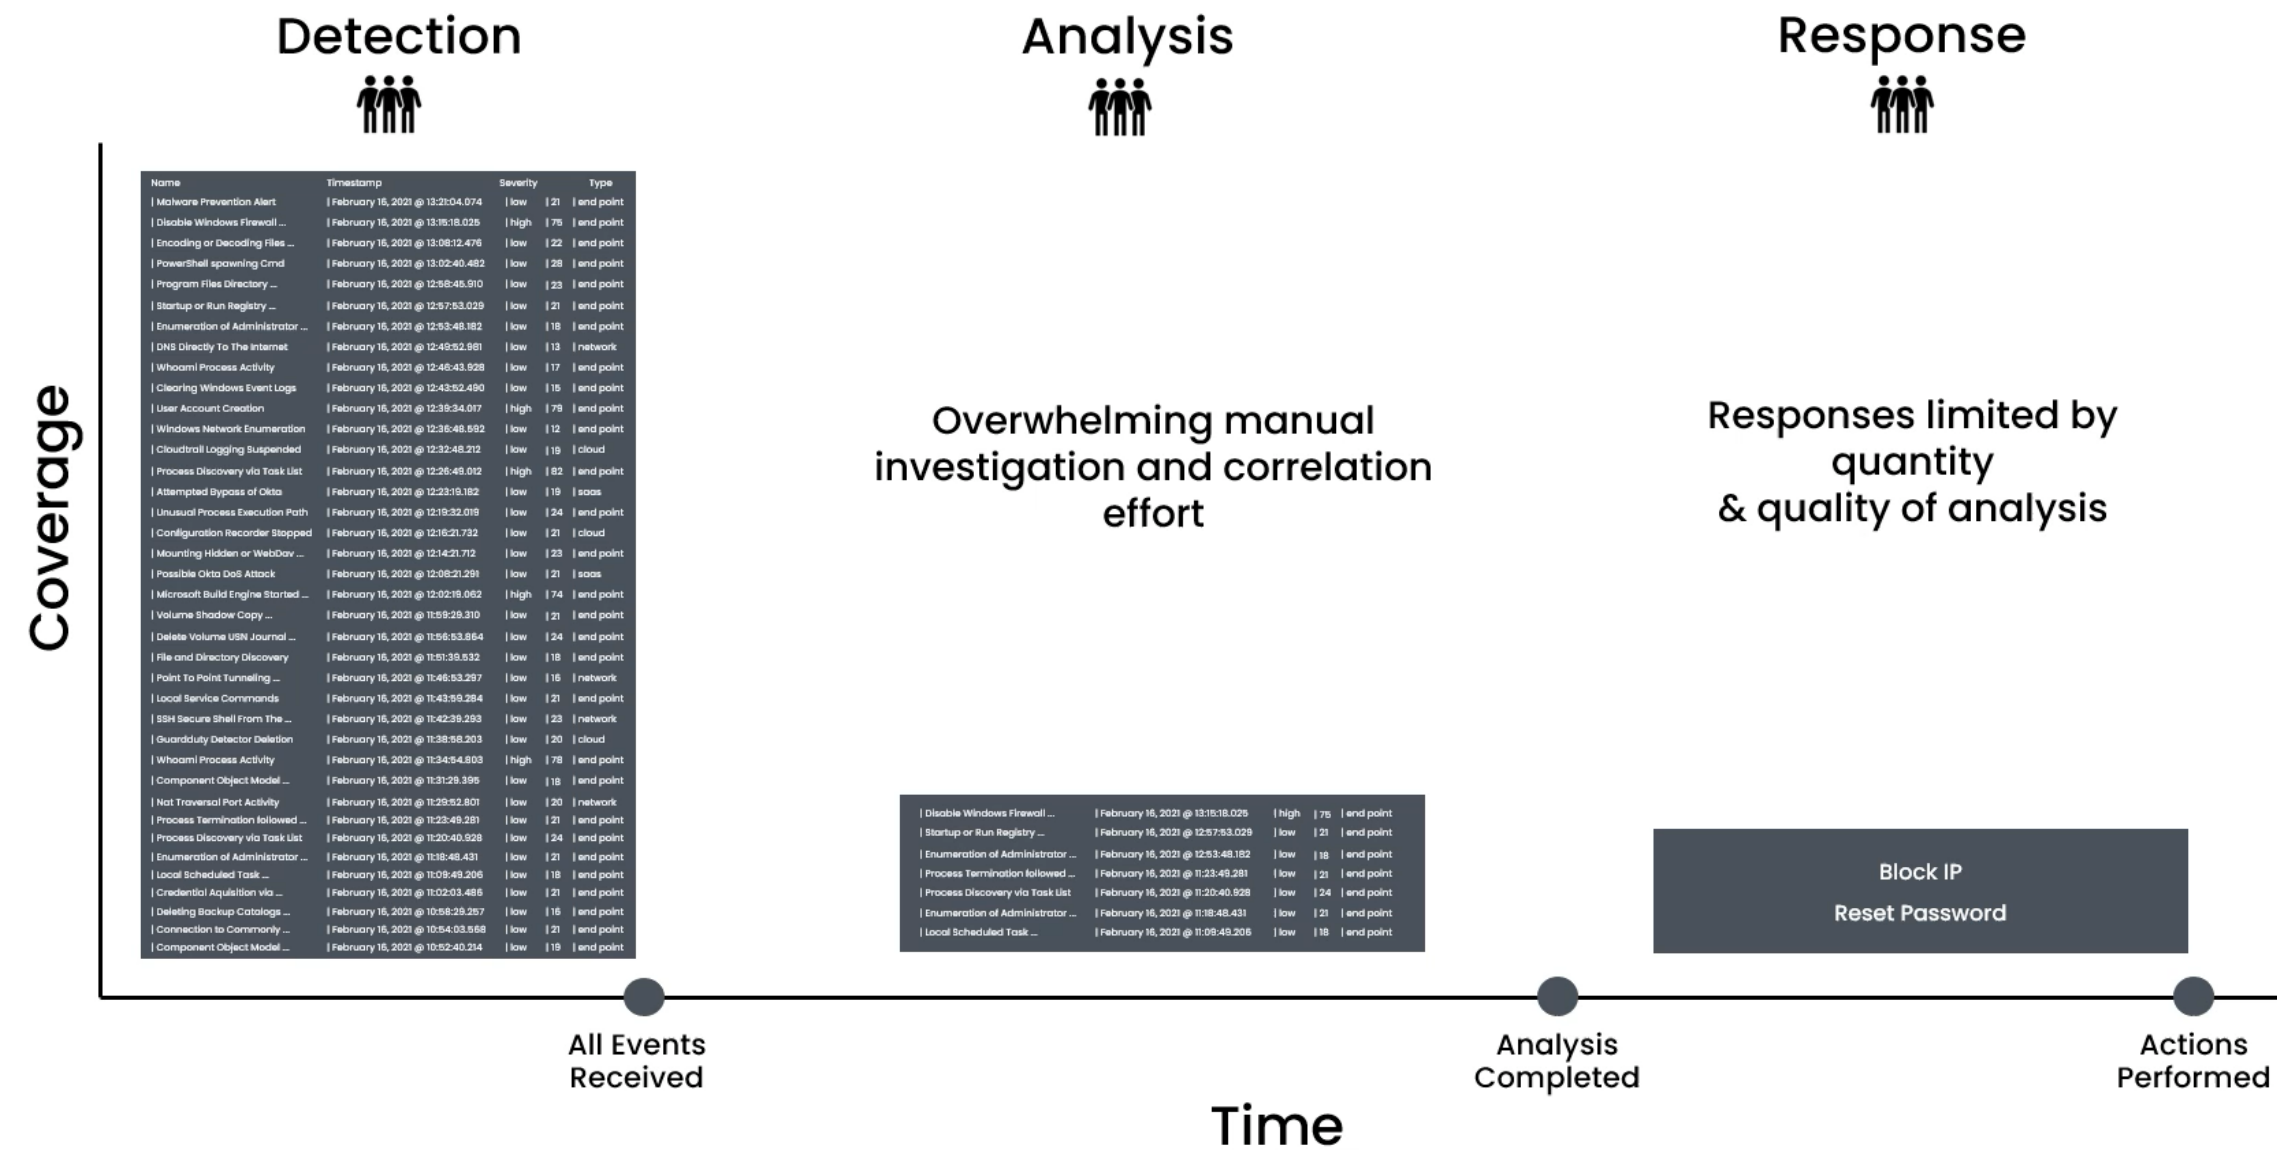 Detection
Analysis
Response
Coverage
Name Timestamp Severity Type
| Malware Prevention Alert | February 16, 2021 @ 13:21:04.074 | low | 21 | end point
| Disable Windows Firewall ... | February 16, 2021 @ 13:15:18.025 | high | 75 | end point
| Encoding or Decoding Files ... | February 16, 2021 @ 13:08:12.476 | low | 22 | end point
| PowerShell spawning Cmd | February 16, 2021 @ 13:02:40.482 | low | 28 | end point
| Program Files Directory ... | February 16, 2021 @ 12:58:45.910 | low | 23 | end point
| Startup or Run Registry ... | February 16, 2021 @ 12:57:53.029 | low | 21 | end point
| Enumeration of Administrator ... | February 16, 2021 @ 12:53:48.182 | low | 18 | end point
| DNS Directly To The Internet | February 16, 2021 @ 12:49:52.981 | low | 13 | network
| Whoami Process Activity | February 16, 2021 @ 12:46:43.928 | low | 17 | end point
| Clearing Windows Event Logs | February 16, 2021 @ 12:43:52.490 | low | 15 | end point
| User Account Creation | February 16, 2021 @ 12:39:34.017 | high | 79 | end point
| Windows Network Enumeration | February 16, 2021 @ 12:36:48.592 | low | 12 | end point
| Cloudtrail Logging Suspended | February 16, 2021 @ 12:32:48.212 | low | 19 | cloud
| Process Discovery via Task List | February 16, 2021 @ 12:26:49.012 | high | 82 | end point
| Attempted Bypass of Okta | February 16, 2021 @ 12:23:19.182 | low | 19 | saas
| Unusual Process Execution Path | February 16, 2021 @ 12:19:32.019 | low | 24 | end point
| Configuration Recorder Stopped | February 16, 2021 @ 12:16:21.732 | low | 21 | cloud
| Mounting Hidden or WebDav ... | February 16, 2021 @ 12:14:21.712 | low | 23 | end point
| Possible Okta DoS Attack | February 16, 2021 @ 12:08:21.291 | low | 21 | saas
| Microsoft Build Engine Started ... | February 16, 2021 @ 12:02:19.062 | high | 74 | end point
| Volume Shadow Copy ... | February 16, 2021 @ 11:59:29.310 | low | 21 | end point
| Delete Volume USN Journal ... | February 16, 2021 @ 11:56:53.864 | low | 24 | end point
| File and Directory Discovery | February 16, 2021 @ 11:51:39.532 | low | 18 | end point
| Point To Point Tunneling ... | February 16, 2021 @ 11:46:53.297 | low | 16 | network
| Local Service Commands | February 16, 2021 @ 11:43:59.284 | low | 21 | end point
| SSH Secure Shell From The ... | February 16, 2021 @ 11:42:39.293 | low | 23 | network
| Guardduty Detector Deletion | February 16, 2021 @ 11:38:58.203 | low | 20 | cloud
| Whoami Process Activity | February 16, 2021 @ 11:34:54.803 | high | 78 | end point
| Component Object Model ... | February 16, 2021 @ 11:31:29.395 | low | 18 | end point
| Nat Traversal Port Activity | February 16, 2021 @ 11:29:52.801 | low | 20 | network
| Process Termination followed ... | February 16, 2021 @ 11:23:49.281 | low | 21 | end point
| Process Discovery via Task List | February 16, 2021 @ 11:20:40.928 | low | 24 | end point
| Enumeration of Administrator ... | February 16, 2021 @ 11:18:48.431 | low | 21 | end point
| Local Scheduled Task ... | February 16, 2021 @ 11:09:49.206 | low | 18 | end point
| Credential Aquisition via ... | February 16, 2021 @ 11:02:03.486 | low | 21 | end point
| Deleting Backup Catalogs ... | February 16, 2021 @ 10:58:29.257 | low | 16 | end point
| Connection to Commonly ... | February 16, 2021 @ 10:54:03.568 | low | 21 | end point
| Component Object Model ... | February 16, 2021 @ 10:52:40.214 | low | 19 | end point
Overwhelming manual
investigation and correlation
effort
| Disable Windows Firewall ... | February 16, 2021 @ 13:15:18.025 | high | 75 | end point
| Startup or Run Registry ... | February 16, 2021 @ 12:57:53.029 | low | 21 | end point
| Enumeration of Administrator ... | February 16, 2021 @ 12:53:48.182 | low | 18 | end point
| Process Termination followed ... | February 16, 2021 @ 11:23:49.281 | low | 21 | end point
| Process Discovery via Task List | February 16, 2021 @ 11:20:40.928 | low | 24 | end point
| Enumeration of Administrator ... | February 16, 2021 @ 11:18:48.431 | low | 21 | end point
| Local Scheduled Task ... | February 16, 2021 @ 11:09:49.206 | low | 18 | end point
Responses limited by
quantity
& quality of analysis
Block IP
Reset Password
All Events
Received
Analysis
Completed
Actions
Performed
Time